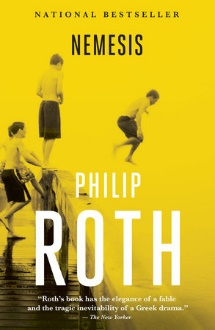 NATIONAL BESTSELLER
NEMESIS
PHILIP
ROTH
“Roth's book has the elegance of a fable
and the tragic inevitability of a Greek drama.”
— The New Yorker